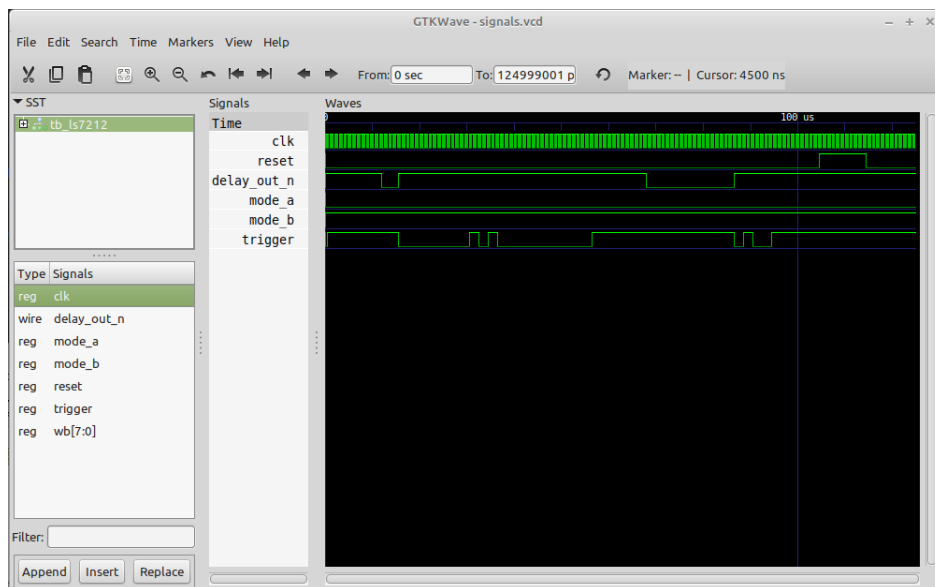 GTKWave - signals.vcd
File Edit Search Time Markers View Help
From: 0 sec To: 124999001 p Marker: -- | Cursor: 4500 ns
SST
tb_ls7212
Type Signals
reg clk
wire delay_out_n
reg mode_a
reg mode_b
reg reset
reg trigger
reg wb[7:0]
Filter:
Append Insert Replace
Signals
Time
clk
reset
delay_out_n
mode_a
mode_b
trigger
Waves
0
100 us